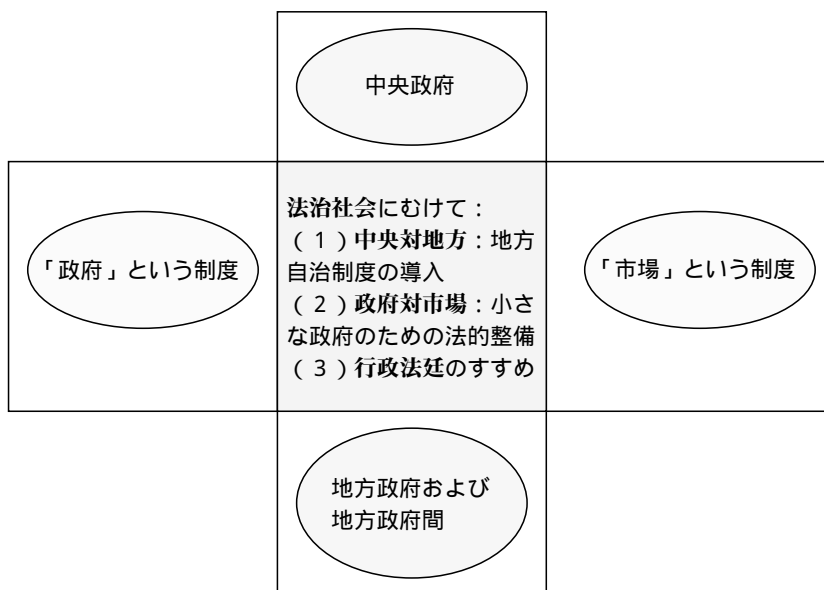 中央政府
「政府」という制度
法治社会にむけて：
（１）中央対地方：地方
自治制度の導入
（２）政府対市場：小さ
な政府のための法的整備
（３）行政法廷のすすめ
「市場」という制度
地方政府および
地方政府間